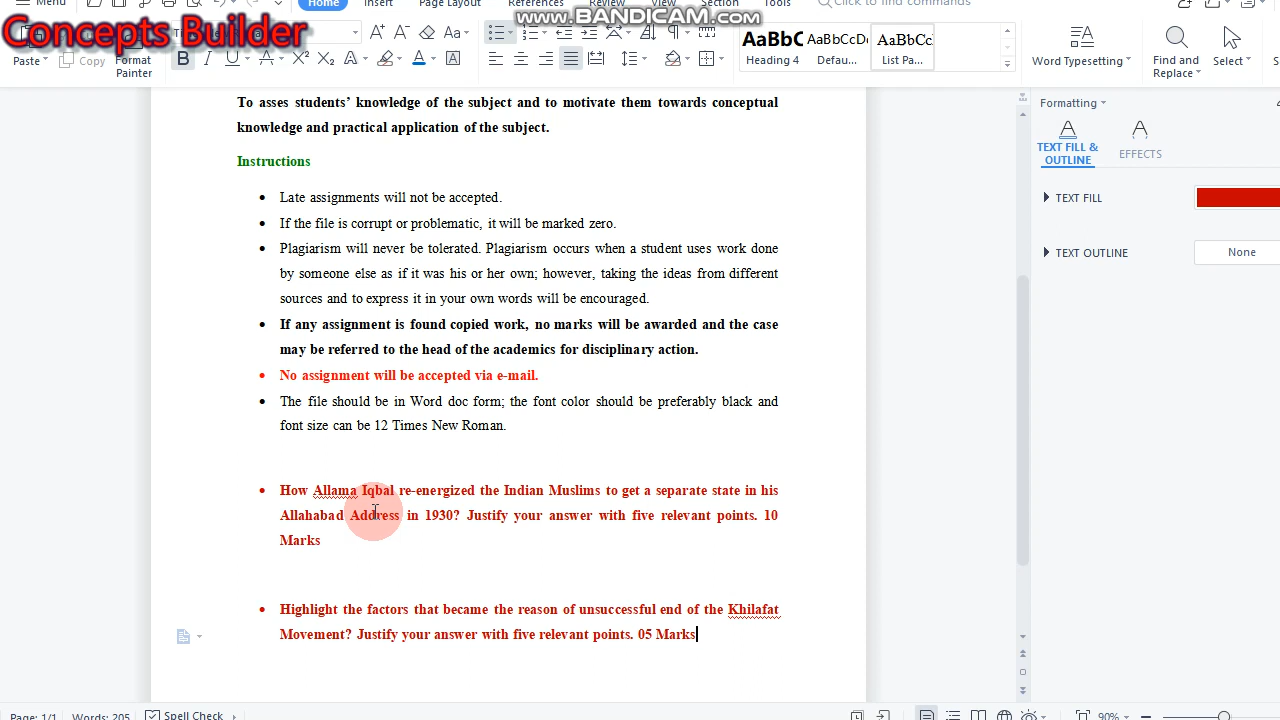 Menu Home Insert Page Layout References Review View Section Tools Click to find commands
www.BANDICAM.com
Concepts Builder
Paste Copy Format Painter
AaBbC AaBbCcD AaBbCc
Heading 4 Defau... List Pa...
Word Typesetting Find and Replace Select
To asses students’ knowledge of the subject and to motivate them towards conceptual
knowledge and practical application of the subject.
Instructions
• Late assignments will not be accepted.
• If the file is corrupt or problematic, it will be marked zero.
• Plagiarism will never be tolerated. Plagiarism occurs when a student uses work done
by someone else as if it was his or her own; however, taking the ideas from different
sources and to express it in your own words will be encouraged.
• If any assignment is found copied work, no marks will be awarded and the case
may be referred to the head of the academics for disciplinary action.
• No assignment will be accepted via e-mail.
• The file should be in Word doc form; the font color should be preferably black and
font size can be 12 Times New Roman.
• How Allama Iqbal re-energized the Indian Muslims to get a separate state in his
Allahabad Address in 1930? Justify your answer with five relevant points. 10
Marks
• Highlight the factors that became the reason of unsuccessful end of the Khilafat
Movement? Justify your answer with five relevant points. 05 Marks
Formatting
TEXT FILL & OUTLINE
EFFECTS
TEXT FILL
TEXT OUTLINE None
Page: 1/1 Words: 205 Spell Check 90%